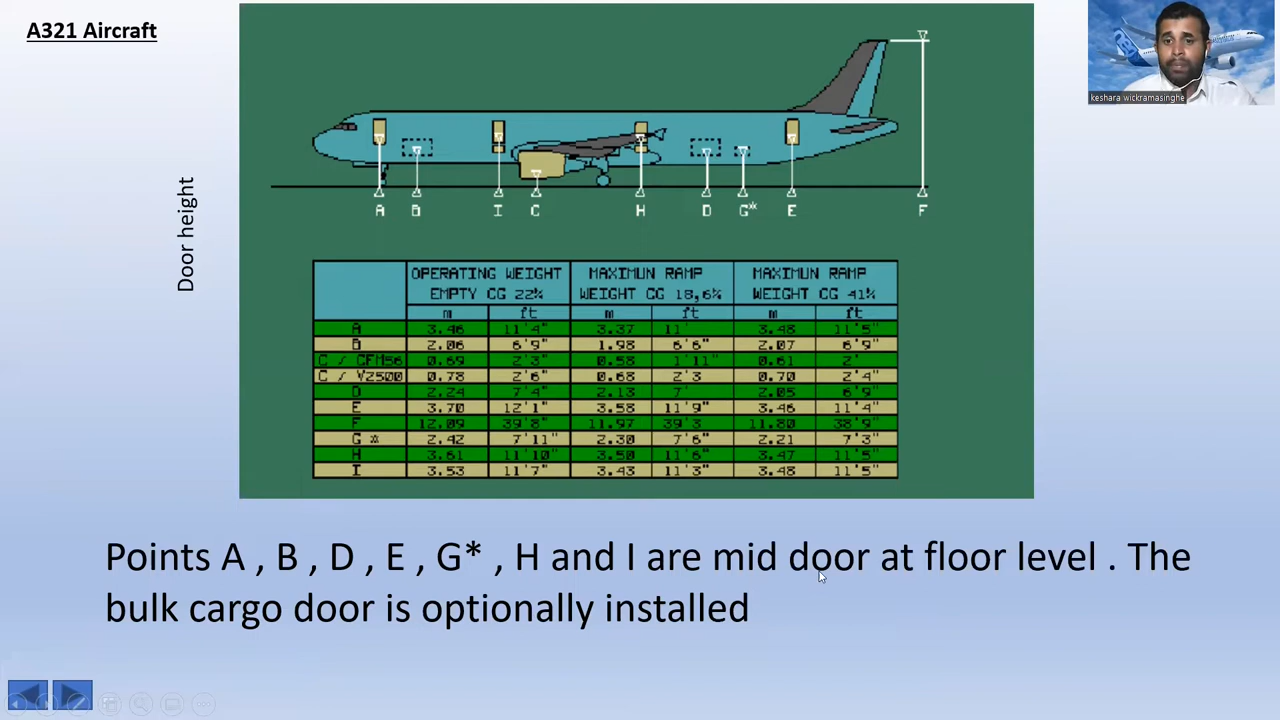 A321 Aircraft
keshara wickramasinghe
Door height
A B I C H D G* E F
OPERATING WEIGHT EMPTY CG 22% MAXIMUN RAMP WEIGHT CG 18,6% MAXIMUN RAMP WEIGHT CG 41%
m ft m ft m ft
A 3.46 11'4" 3.37 11' 3.48 11'5"
B 2.06 6'9" 1.98 6'6" 2.07 6'9"
C / CFM56 0.69 2'3" 0.58 1'11" 0.61 2'
C / V2500 0.78 2'6" 0.68 2'3 0.70 2'4"
D 2.24 7'4" 2.13 7' 2.05 6'9"
E 3.70 12'1" 3.58 11'9" 3.46 11'4"
F 12.09 39'8" 11.97 39'3 11.80 38'9"
G * 2.42 7'11" 2.30 7'6" 2.21 7'3"
H 3.61 11'10" 3.50 11'6" 3.47 11'5"
I 3.53 11'7" 3.43 11'3" 3.48 11'5"
Points A , B , D , E , G* , H and I are mid door at floor level . The
bulk cargo door is optionally installed